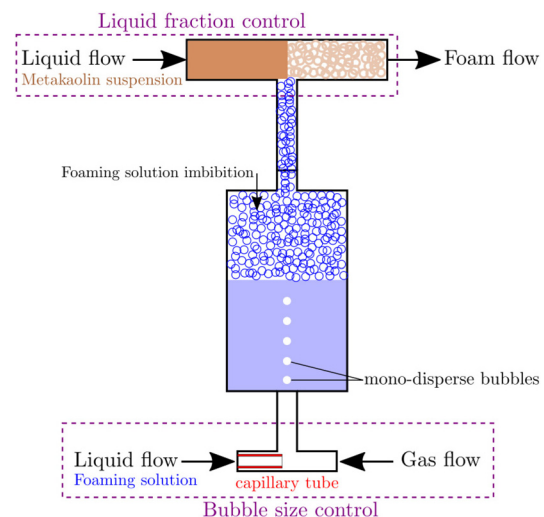 Liquid fraction control
Liquid flow
Metakaolin suspension
Foam flow
Foaming solution imbibition
mono-disperse bubbles
Liquid flow
Foaming solution
capillary tube
Gas flow
Bubble size control